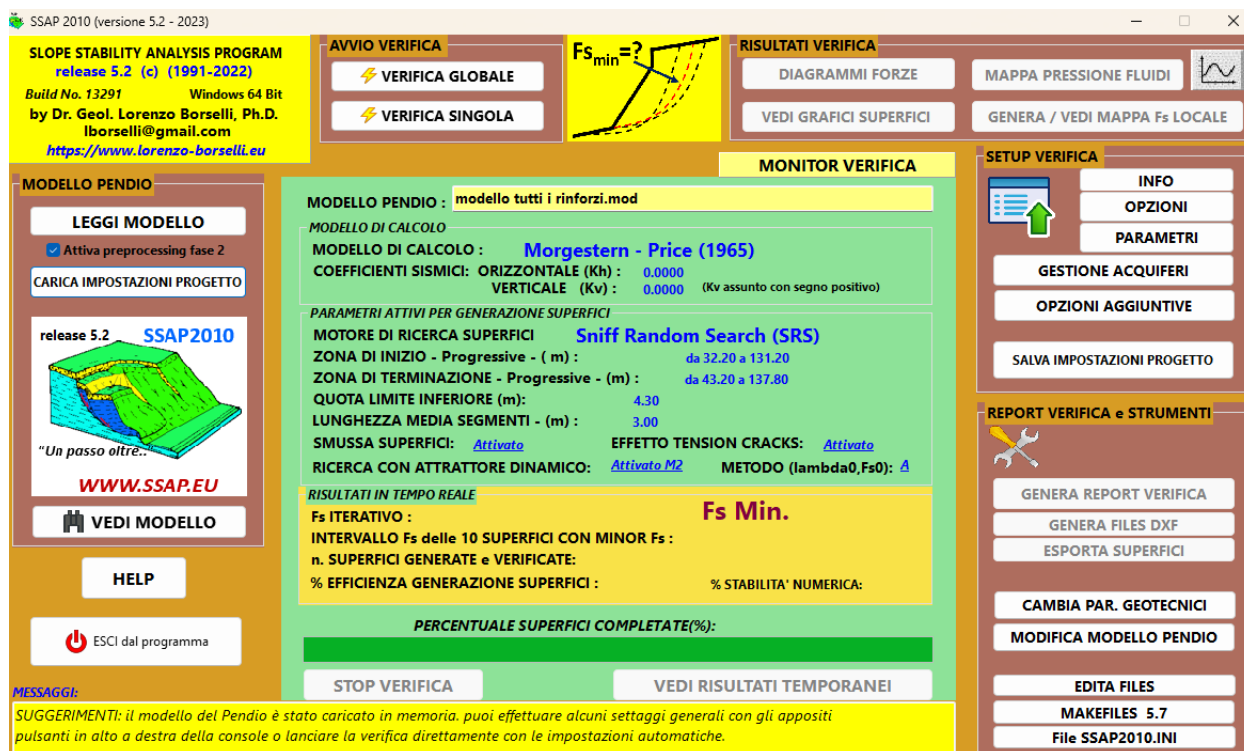 SSAP 2010 (versione 5.2 - 2023)
SLOPE STABILITY ANALYSIS PROGRAM
release 5.2 (c) (1991-2022)
Build No. 13291 Windows 64 Bit
by Dr. Geol. Lorenzo Borselli, Ph.D.
lborselli@gmail.com
https://www.lorenzo-borselli.eu
AVVIO VERIFICA
VERIFICA GLOBALE
VERIFICA SINGOLA
Fsmin=?
RISULTATI VERIFICA
DIAGRAMMI FORZE
MAPPA PRESSIONE FLUIDI
VEDI GRAFICI SUPERFICI
GENERA / VEDI MAPPA Fs LOCALE
MODELLO PENDIO
LEGGI MODELLO
Attiva preprocessing fase 2
CARICA IMPOSTAZIONI PROGETTO
release 5.2 SSAP2010
"Un passo oltre..
WWW.SSAP.EU
VEDI MODELLO
HELP
ESCI dal programma
MONITOR VERIFICA
MODELLO PENDIO : modello tutti i rinforzi.mod
MODELLO DI CALCOLO
MODELLO DI CALCOLO : Morgestern - Price (1965)
COEFFICIENTI SISMICI: ORIZZONTALE (Kh) : 0.0000
VERTICALE (Kv) : 0.0000 (Kv assunto con segno positivo)
PARAMETRI ATTIVI PER GENERAZIONE SUPERFICI
MOTORE DI RICERCA SUPERFICI Sniff Random Search (SRS)
ZONA DI INIZIO - Progressive - ( m) : da 32.20 a 131.20
ZONA DI TERMINAZIONE - Progressive - (m) : da 43.20 a 137.80
QUOTA LIMITE INFERIORE (m): 4.30
LUNGHEZZA MEDIA SEGMENTI - (m) : 3.00
SMUSSA SUPERFICI: Attivato EFFETTO TENSION CRACKS: Attivato
RICERCA CON ATTRATTORE DINAMICO: Attivato M2 METODO (lambda0,Fs0): A
RISULTATI IN TEMPO REALE
Fs ITERATIVO : Fs Min.
INTERVALLO Fs delle 10 SUPERFICI CON MINOR Fs :
n. SUPERFICI GENERATE e VERIFICATE:
% EFFICIENZA GENERAZIONE SUPERFICI : % STABILITA' NUMERICA:
PERCENTUALE SUPERFICI COMPLETATE(%):
STOP VERIFICA
VEDI RISULTATI TEMPORANEI
SETUP VERIFICA
INFO
OPZIONI
PARAMETRI
GESTIONE ACQUIFERI
OPZIONI AGGIUNTIVE
SALVA IMPOSTAZIONI PROGETTO
REPORT VERIFICA e STRUMENTI
GENERA REPORT VERIFICA
GENERA FILES DXF
ESPORTA SUPERFICI
CAMBIA PAR. GEOTECNICI
MODIFICA MODELLO PENDIO
EDITA FILES
MAKEFILES 5.7
File SSAP2010.INI
MESSAGGI:
SUGGERIMENTI: il modello del Pendio è stato caricato in memoria. puoi effettuare alcuni settaggi generali con gli appositi
pulsanti in alto a destra della console o lanciare la verifica direttamente con le impostazioni automatiche.